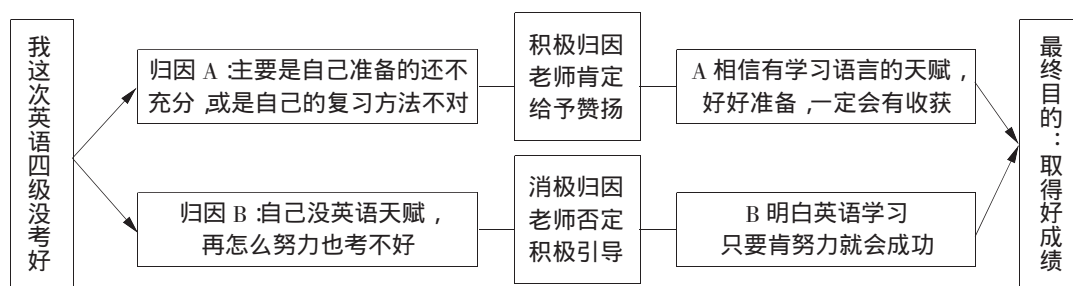 我这次英语四级没考好
归因 A :主要是自己准备的还不
充分 ,或是自己的复习方法不对
积极归因
老师肯定
给予赞扬
A 相信有学习语言的天赋 ,
好好准备 ,一定会有收获
归因 B :自己没英语天赋 ,
再怎么努力也考不好
消极归因
老师否定
积极引导
B 明白英语学习
只要肯努力就会成功
最终目的：取得好成绩